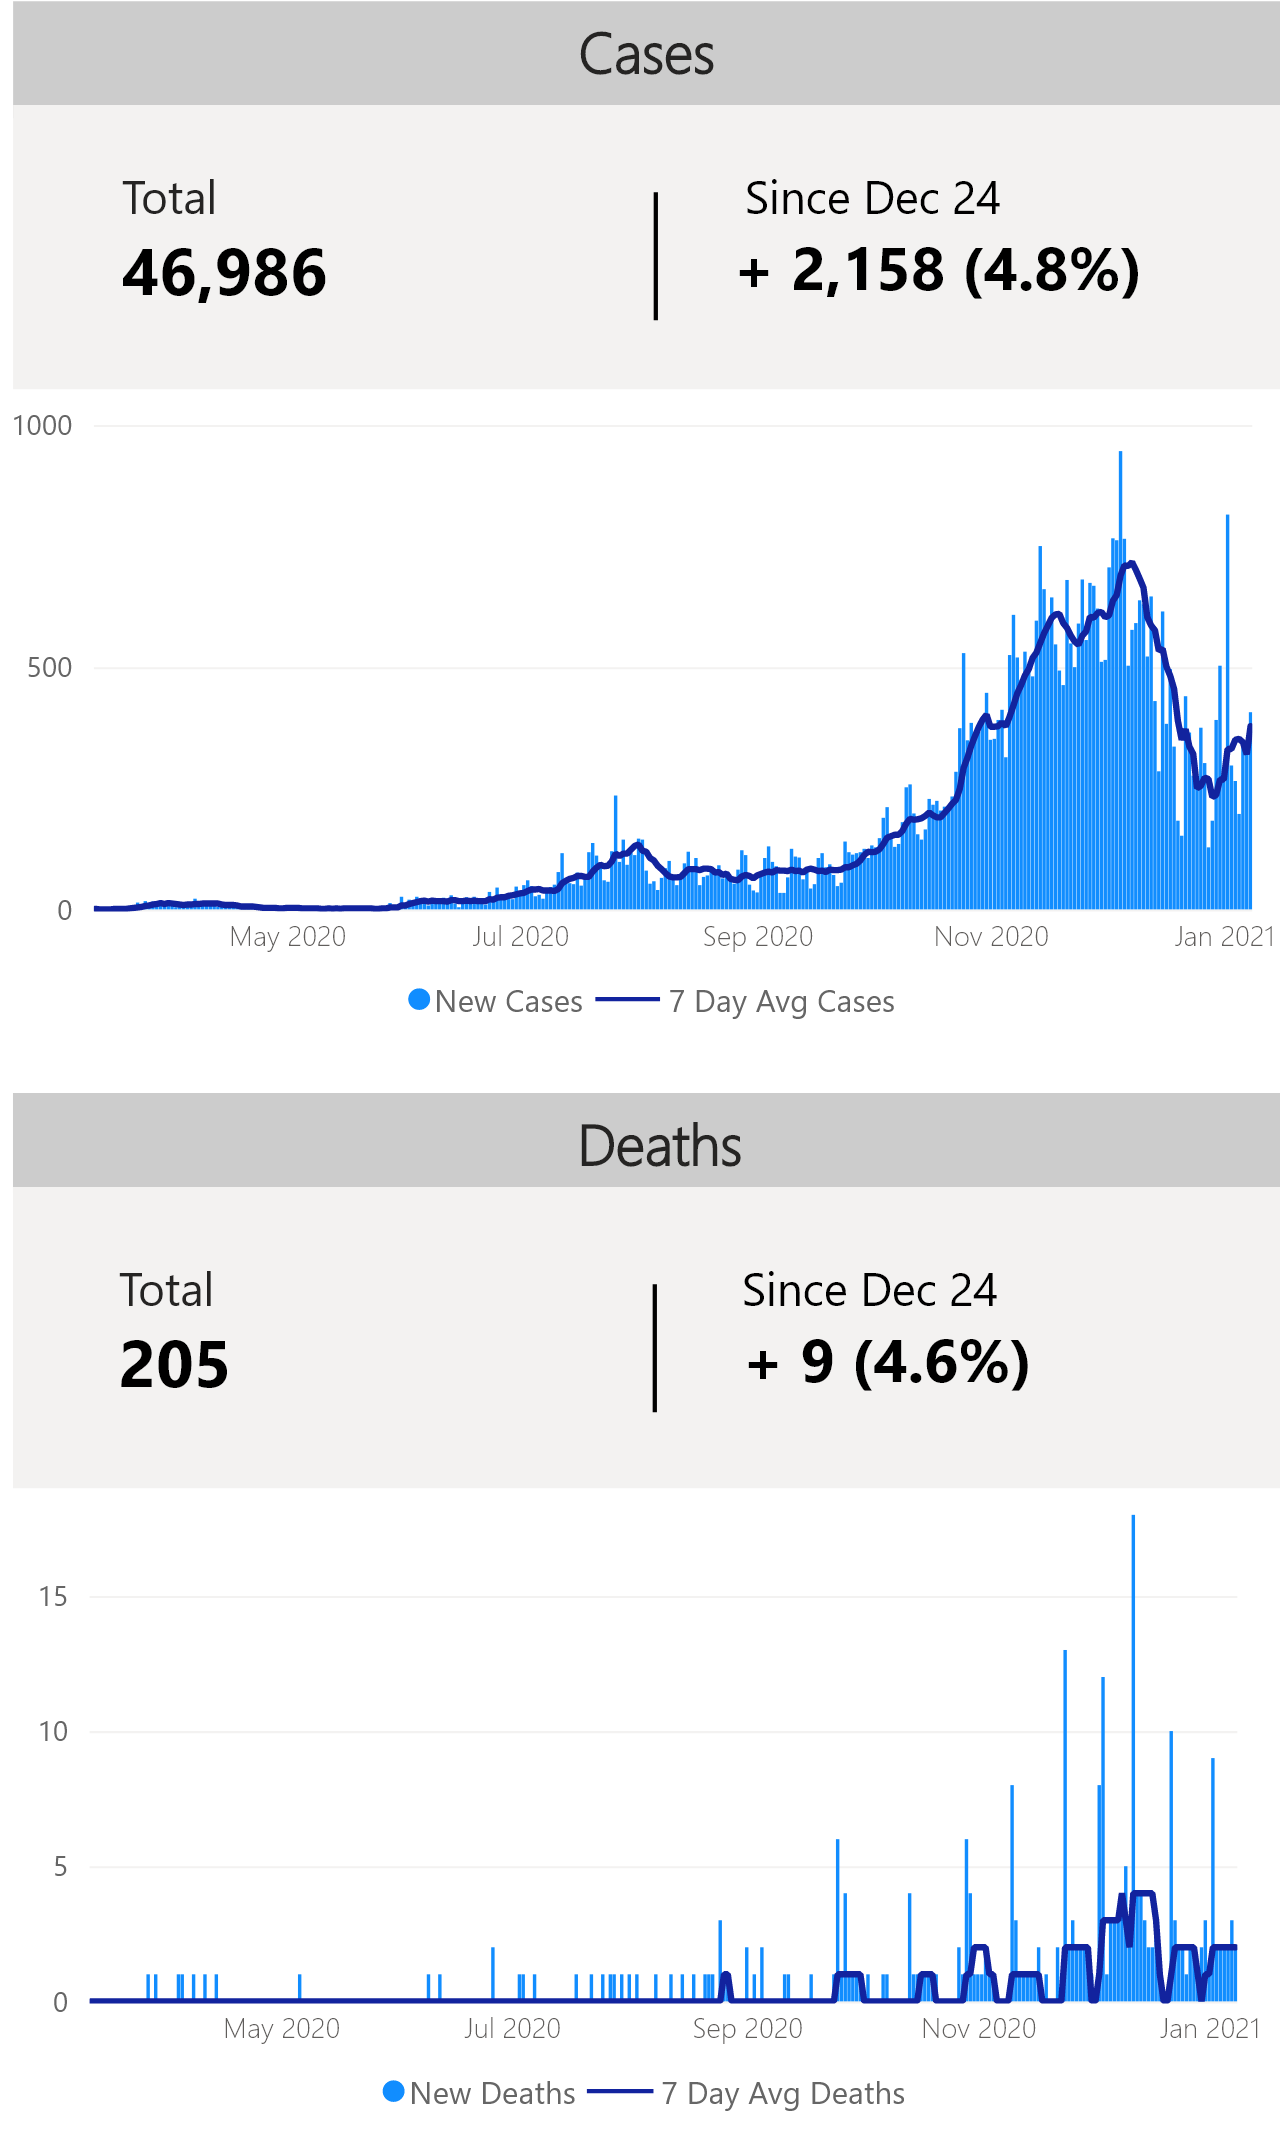 Cases
Total
Since Dec 24
46,986
+ 2,158 (4.8%)
1000
500
0
May 2020 Jul 2020 Sep 2020 Nov 2020 Jan 2021
New Cases 7 Day Avg Cases
Deaths
Total
Since Dec 24
205
+ 9 (4.6%)
15
10
5
0
May 2020 Jul 2020 Sep 2020 Nov 2020 Jan 2021
New Deaths 7 Day Avg Deaths